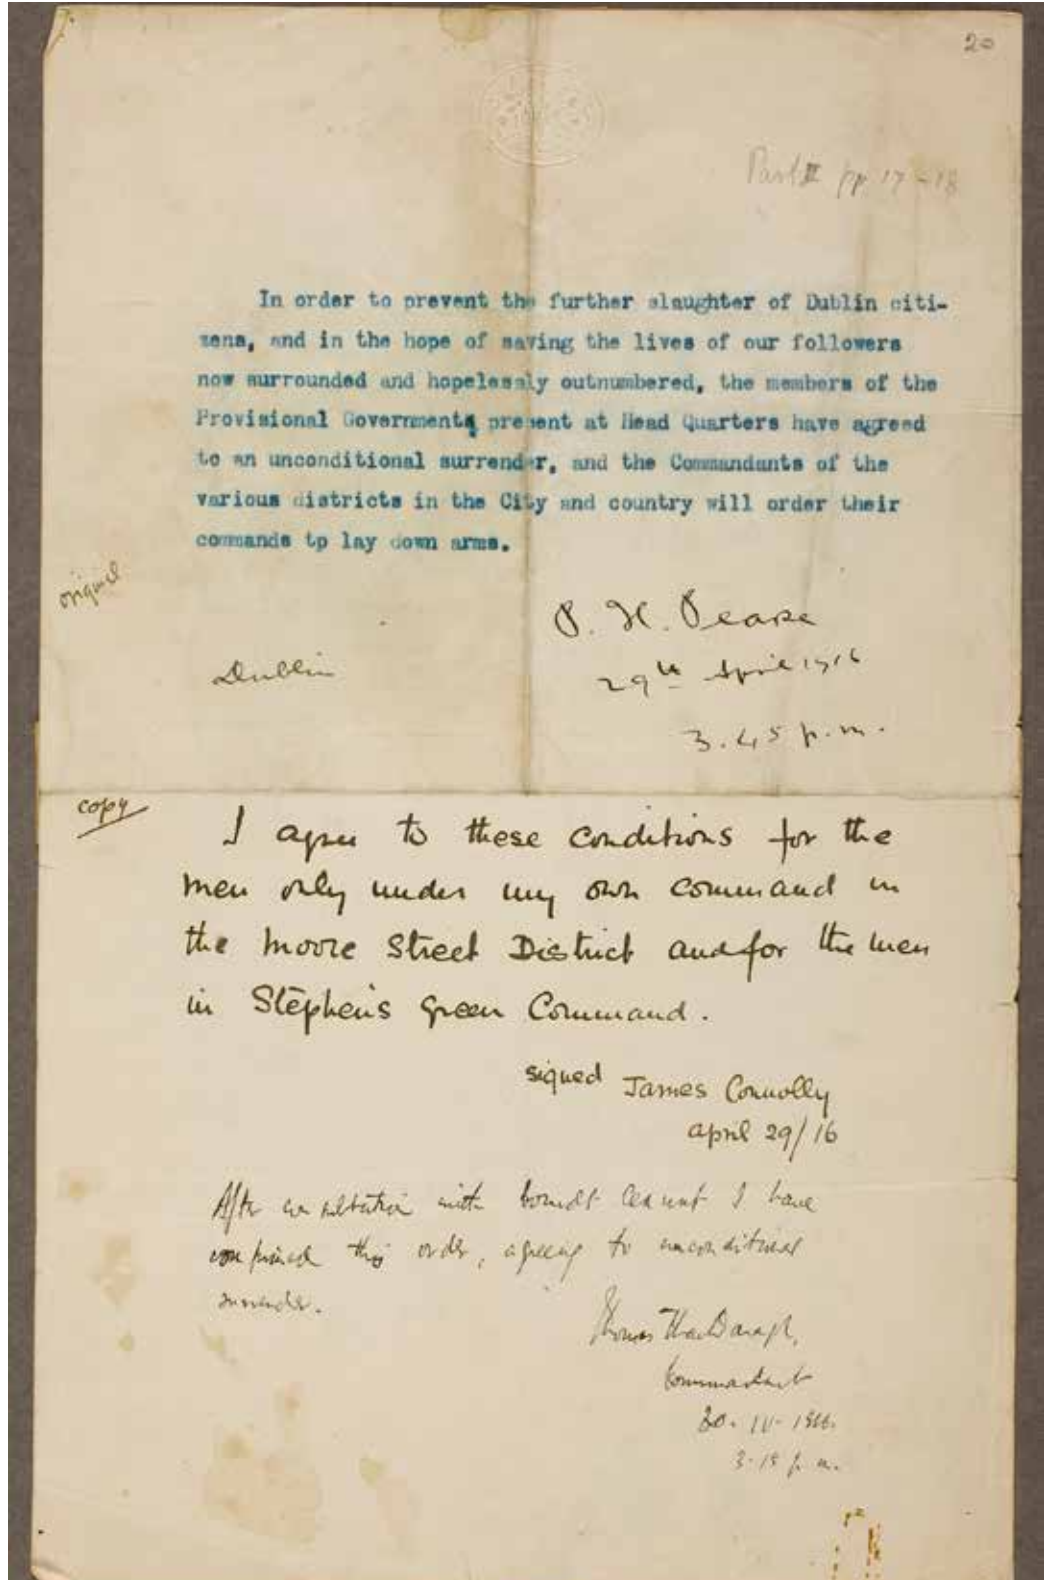 20
Part II pp 17-18
In order to prevent the further slaughter of Dublin citi-
zens, and in the hope of saving the lives of our followers
now surrounded and hopelessly outnumbered, the members of the
Provisional Government present at Head Quarters have agreed
to an unconditional surrender, and the Commandants of the
various districts in the City and country will order their
commands tp lay down arms.
original
P. H. Pearse
Dublin
29th April 1916
3.45 p.m.
copy
I agree to these conditions for the
men only under my own command in
the Moore Street District and for the men
in Stephen's Green Command.
signed James Connolly
April 29/16
After consultation with Comdt Ceannt I have
confirmed this order, agreeing to unconditional
surrender.
Thomas MacDonagh,
Commandant
30. IV. 1916.
3.15 p.m.